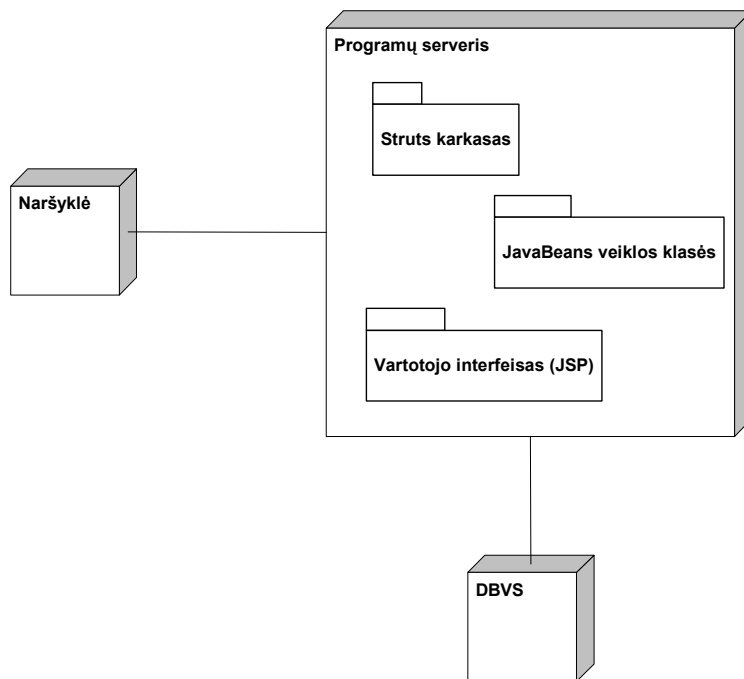 Programų serveris
Struts karkasas
Naršyklė
JavaBeans veiklos klasės
Vartotojo interfeisas (JSP)
DBVS